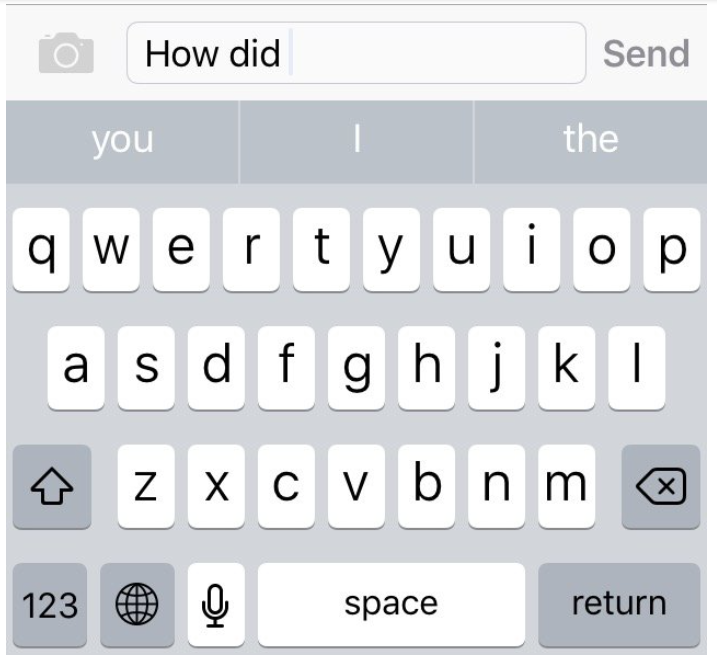 How did Send
you I the
q w e r t y u i o p
a s d f g h j k l
z x c v b n m
123 space return